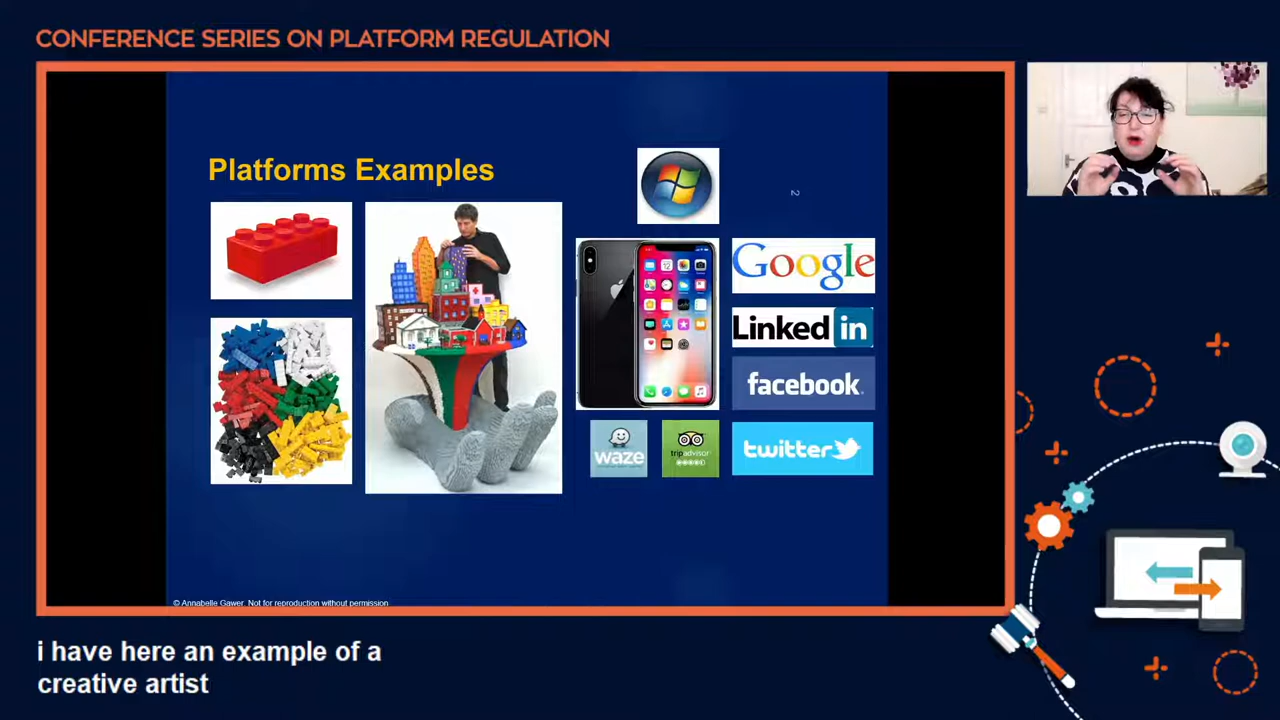 CONFERENCE SERIES ON PLATFORM REGULATION
Platforms Examples
2
Google
Linked in
facebook
waze
tripadvisor
twitter
© Annabelle Gawer. Not for reproduction without permission
i have here an example of a
creative artist